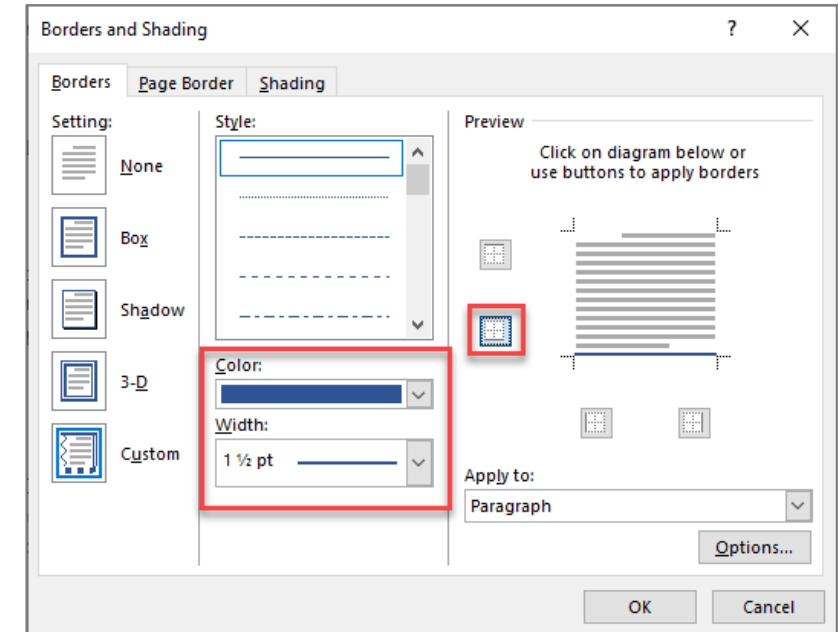 Borders and Shading
?
Borders
Page Border
Shading
Setting:
None
Box
Shadow
3-D
Custom
Style:
Color:
Width:
1 ½ pt
Preview
Click on diagram below or
use buttons to apply borders
Apply to:
Paragraph
Options...
OK
Cancel